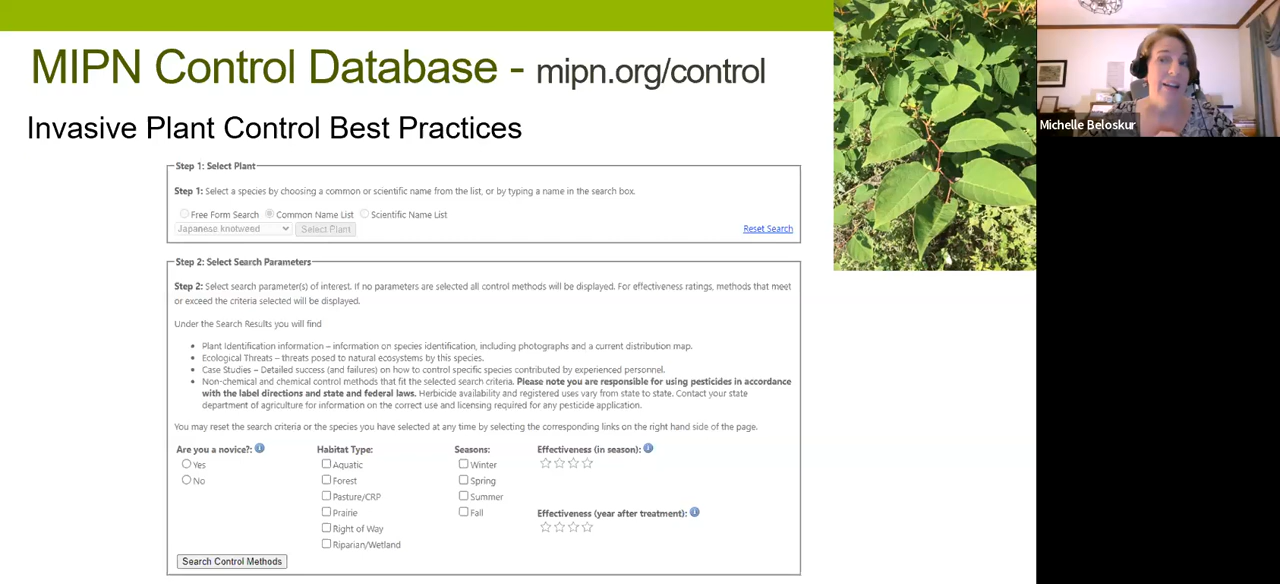 MIPN Control Database - mipn.org/control
Invasive Plant Control Best Practices
Michelle Beloskur
Step 1: Select Plant
Step 1: Select a species by choosing a common or scientific name from the list, or by typing a name in the search box.
Free Form Search Common Name List Scientific Name List
Japanese knotweed Select Plant Reset Search
Step 2: Select Search Parameters
Step 2: Select search parameter(s) of interest. If no parameters are selected all control methods will be displayed. For effectiveness ratings, methods that meet
or exceed the criteria selected will be displayed.
Under the Search Results you will find
Plant Identification information – information on species identification, including photographs and a current distribution map.
Ecological Threats – threats posed to natural ecosystems by this species.
Case Studies – Detailed success (and failures) on how to control specific species contributed by experienced personnel.
Non-chemical and chemical control methods that fit the selected search criteria. Please note you are responsible for using pesticides in accordance
with the label directions and state and federal laws. Herbicide availability and registered uses vary from state to state. Contact your state
department of agriculture for information on the correct use and licensing required for any pesticide application.
You may reset the search criteria or the species you have selected at any time by selecting the corresponding links on the right hand side of the page.
Are you a novice?: Habitat Type: Seasons: Effectiveness (in season):
Yes Aquatic Winter
No Forest Spring
Pasture/CRP Summer
Prairie Fall Effectiveness (year after treatment):
Right of Way
Riparian/Wetland
Search Control Methods